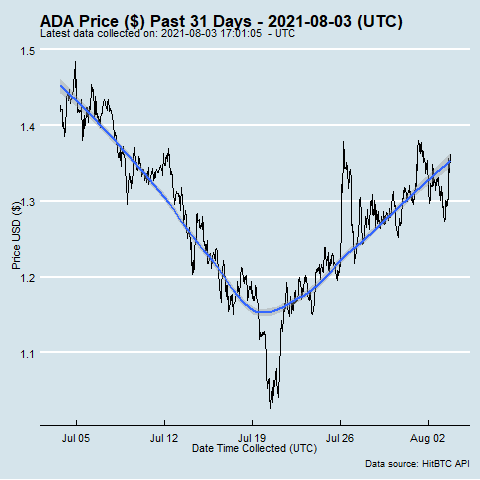 ADA Price ($) Past 31 Days - 2021-08-03 (UTC)
Latest data collected on: 2021-08-03 17:01:05 - UTC
1.5
1.4
1.3
1.2
1.1
Price USD ($)
Jul 05 Jul 12 Jul 19 Jul 26 Aug 02
Date Time Collected (UTC)
Data source: HitBTC API